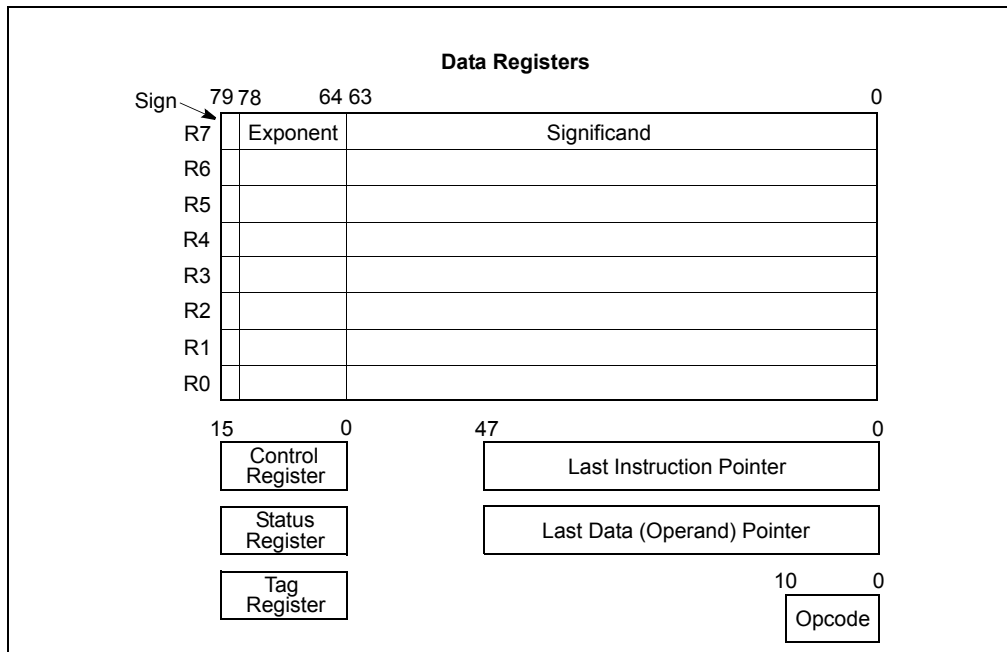 Data Registers
Sign 79 78 64 63 0
R7 Exponent Significand
R6
R5
R4
R3
R2
R1
R0
15 0 47 0
Control
Register
Last Instruction Pointer
Status
Register
Last Data (Operand) Pointer
Tag
Register
10 0
Opcode